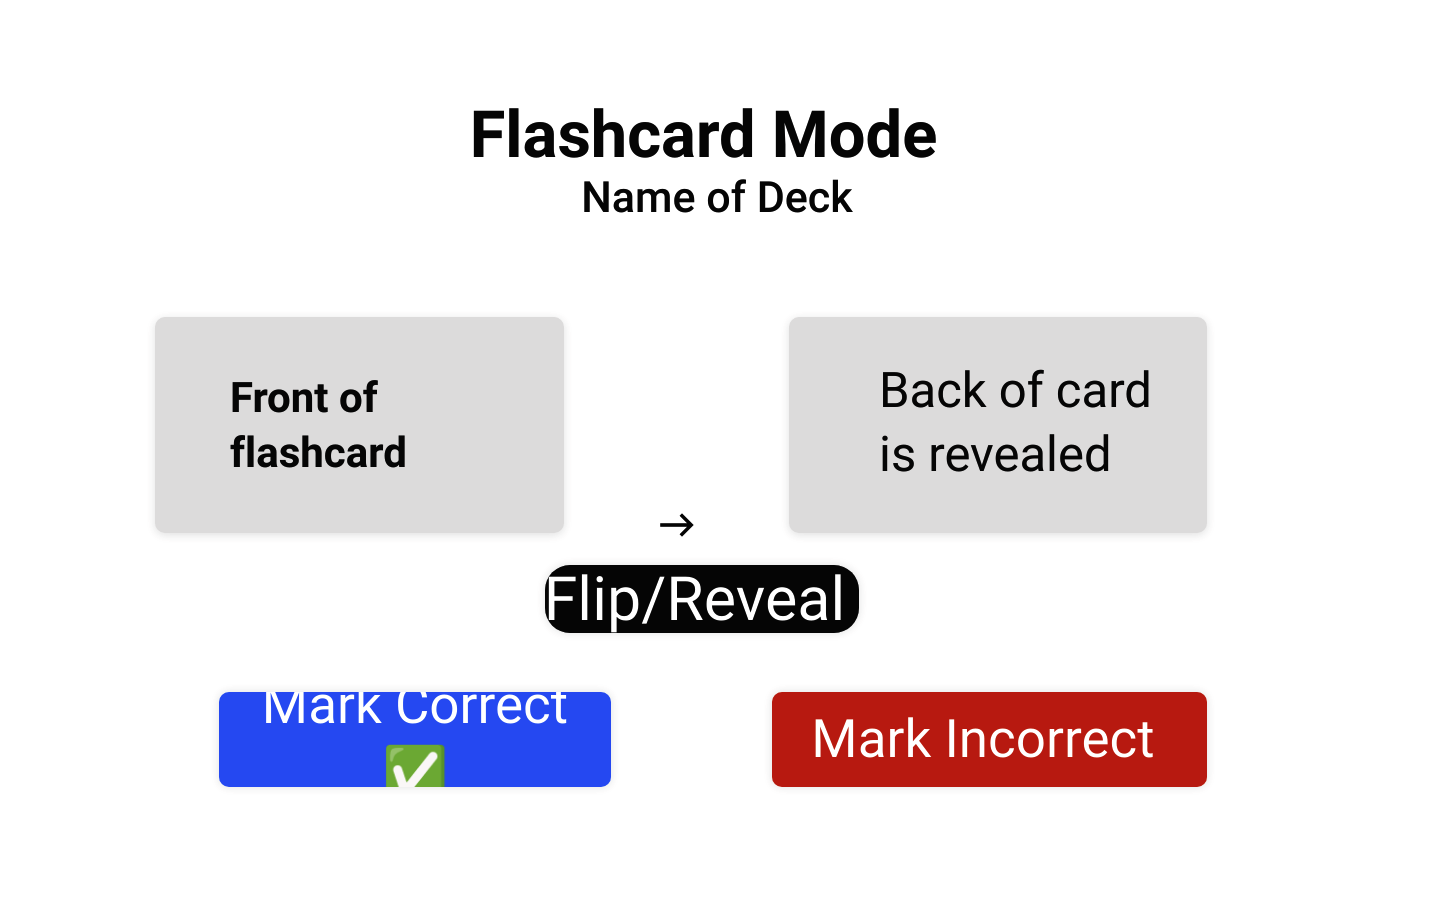 Flashcard Mode
Name of Deck
Front of
flashcard
Back of card
is revealed
→
Flip/Reveal
Mark Correct
✅
Mark Incorrect